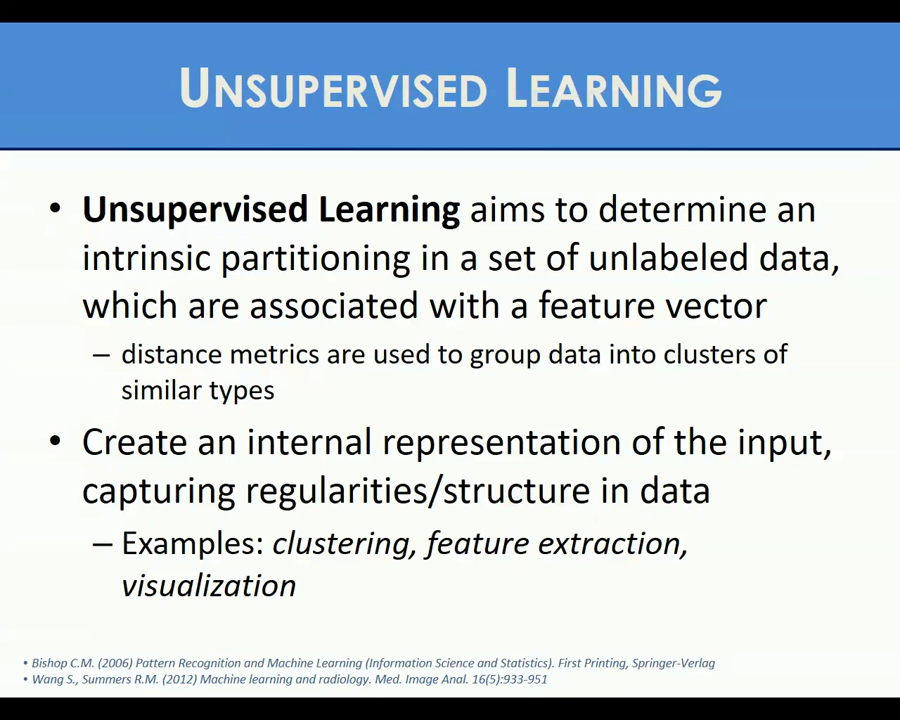 UNSUPERVISED LEARNING
• Unsupervised Learning aims to determine an
intrinsic partitioning in a set of unlabeled data,
which are associated with a feature vector
– distance metrics are used to group data into clusters of
similar types
• Create an internal representation of the input,
capturing regularities/structure in data
– Examples: clustering, feature extraction,
visualization
• Bishop C.M. (2006) Pattern Recognition and Machine Learning (Information Science and Statistics). First Printing, Springer-Verlag
• Wang S., Summers R.M. (2012) Machine learning and radiology. Med. Image Anal. 16(5):933-951